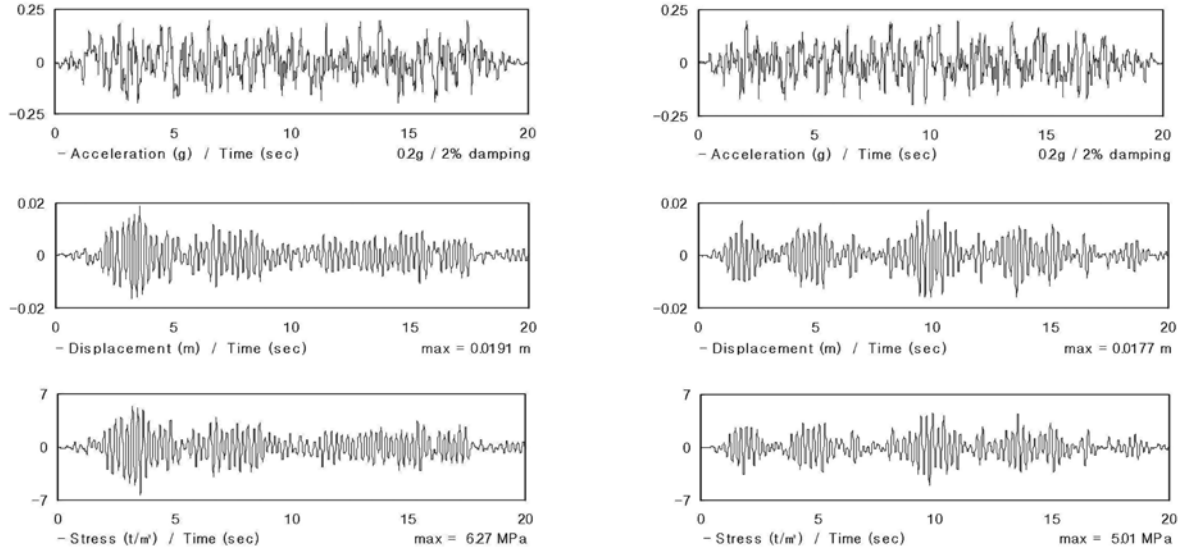 0.25
0
-0.25
0 5 10 15 20
- Acceleration (g) / Time (sec) 0.2g / 2% damping
0.02
0
-0.02
0 5 10 15 20
- Displacement (m) / Time (sec) max = 0.0191 m
7
0
-7
0 5 10 15 20
- Stress (t/㎡) / Time (sec) max = 6.27 MPa
0.25
0
-0.25
0 5 10 15 20
- Acceleration (g) / Time (sec) 0.2g / 2% damping
0.02
0
-0.02
0 5 10 15 20
- Displacement (m) / Time (sec) max = 0.0177 m
7
0
-7
0 5 10 15 20
- Stress (t/㎡) / Time (sec) max = 5.01 MPa